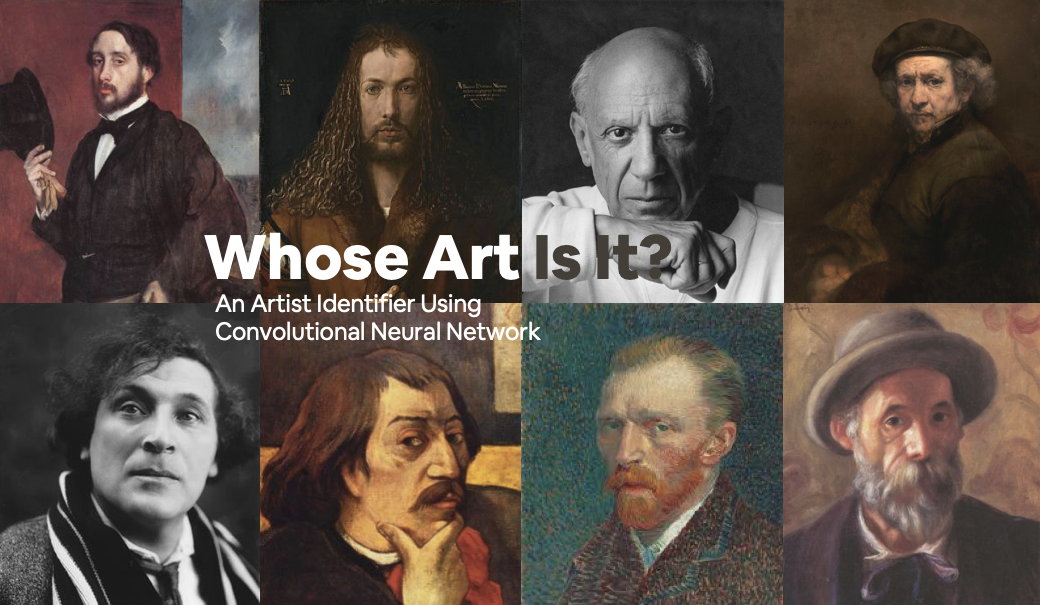 Whose Art Is It?
An Artist Identifier Using
Convolutional Neural Network